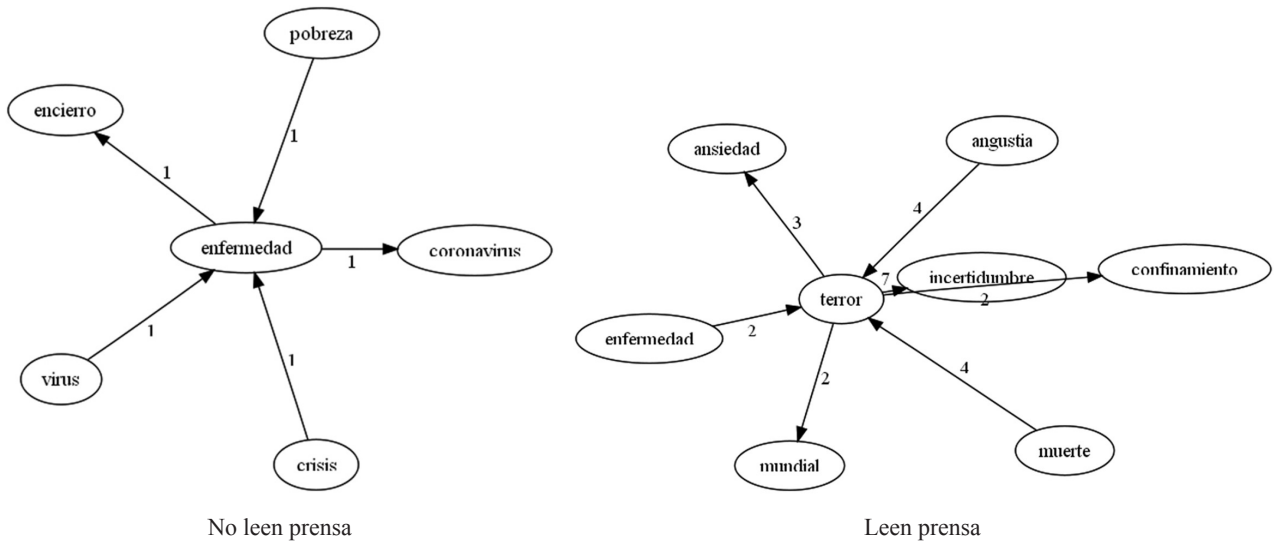 pobreza
encierro
1
1
enfermedad
1
coronavirus
1
virus
1
crisis
No leen prensa
ansiedad
angustia
3
4
7
incertidumbre
confinamiento
terror
2
enfermedad
2
2
4
mundial
muerte
Leen prensa